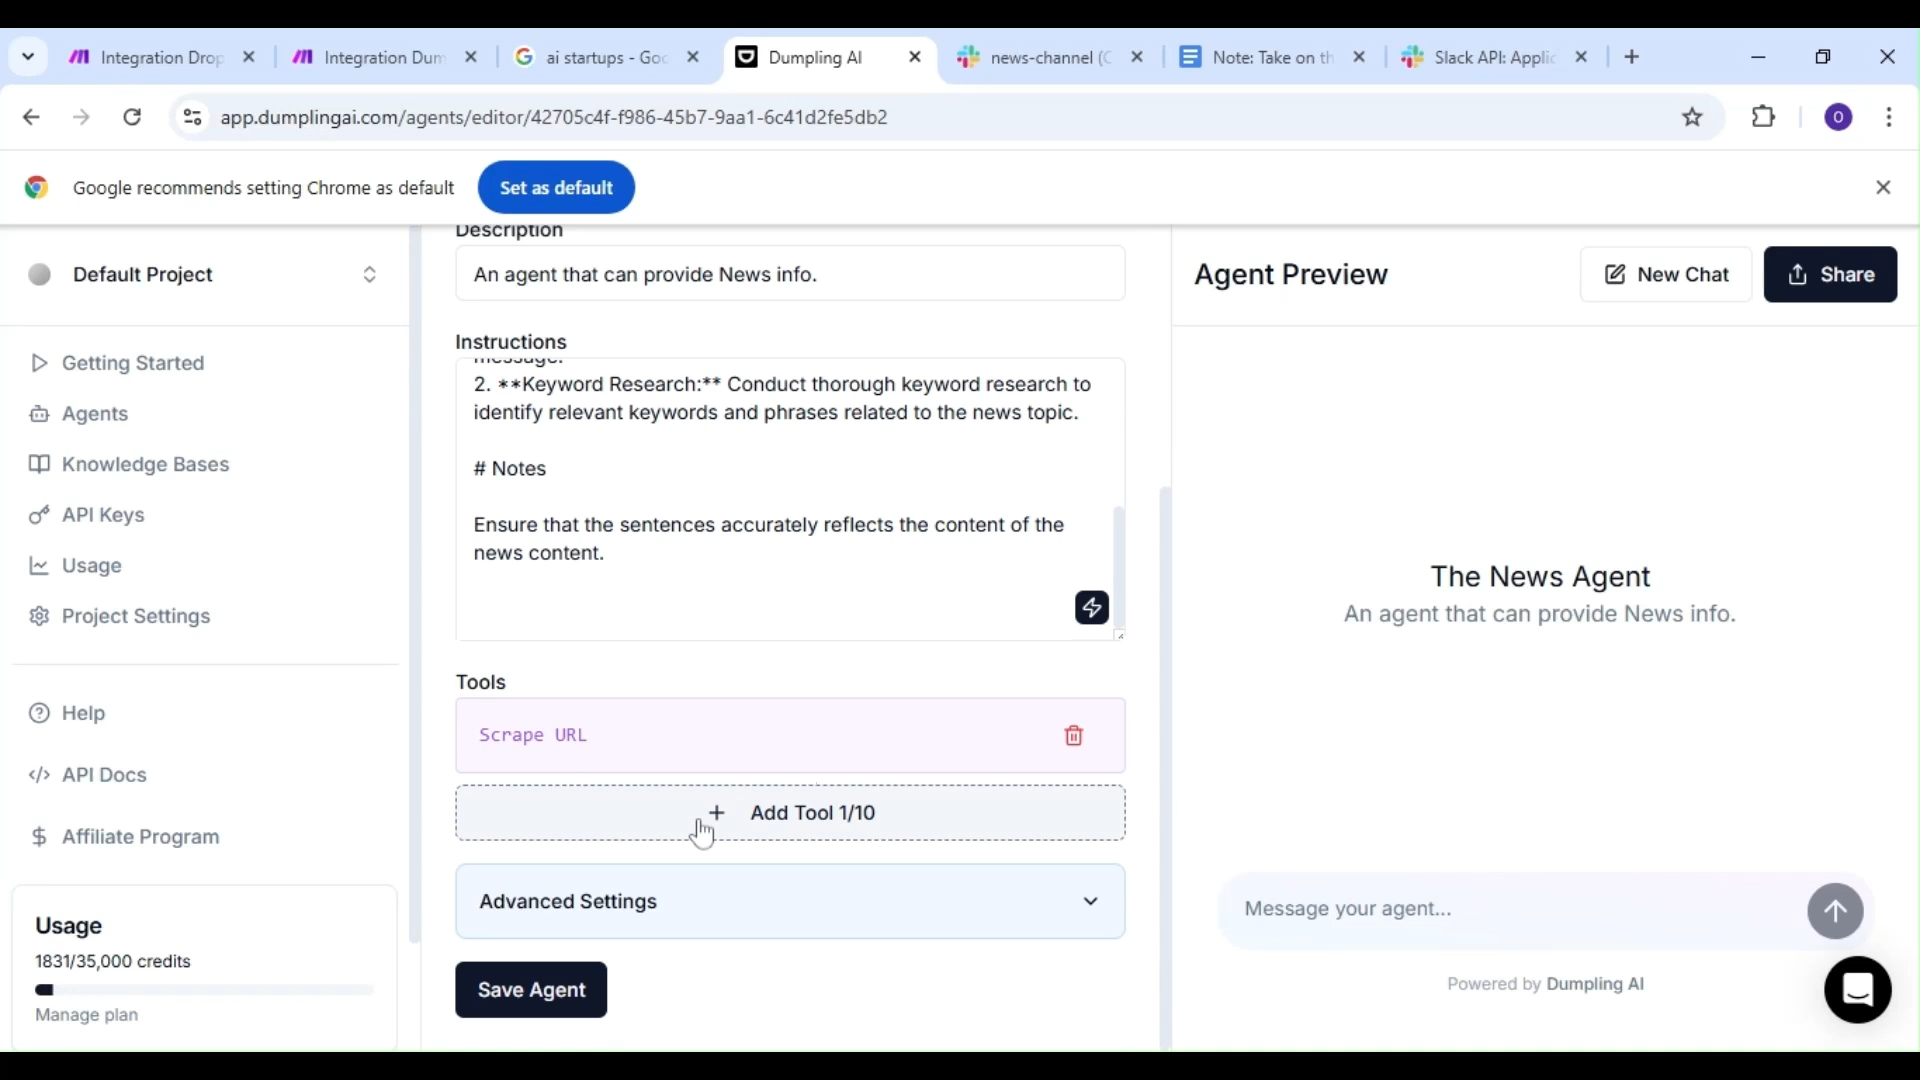 Integration Drop
Integration Dum
ai startups - Goo
Dumpling AI
news-channel (C
Note: Take on th
Slack API: Applic
app.dumplingai.com/agents/editor/42705c4f-f986-45b7-9aa1-6c41d2fe5db2
O
Google recommends setting Chrome as default
Set as default
Default Project
Getting Started
Agents
Knowledge Bases
API Keys
Usage
Project Settings
Help
API Docs
Affiliate Program
Usage
1831/35,000 credits
Manage plan
Description
An agent that can provide News info.
Instructions
message.
2. **Keyword Research:** Conduct thorough keyword research to
identify relevant keywords and phrases related to the news topic.
# Notes
Ensure that the sentences accurately reflects the content of the
news content.
Tools
Scrape URL
+ Add Tool 1/10
Advanced Settings
Save Agent
Agent Preview
New Chat
Share
The News Agent
An agent that can provide News info.
Message your agent...
Powered by Dumpling AI